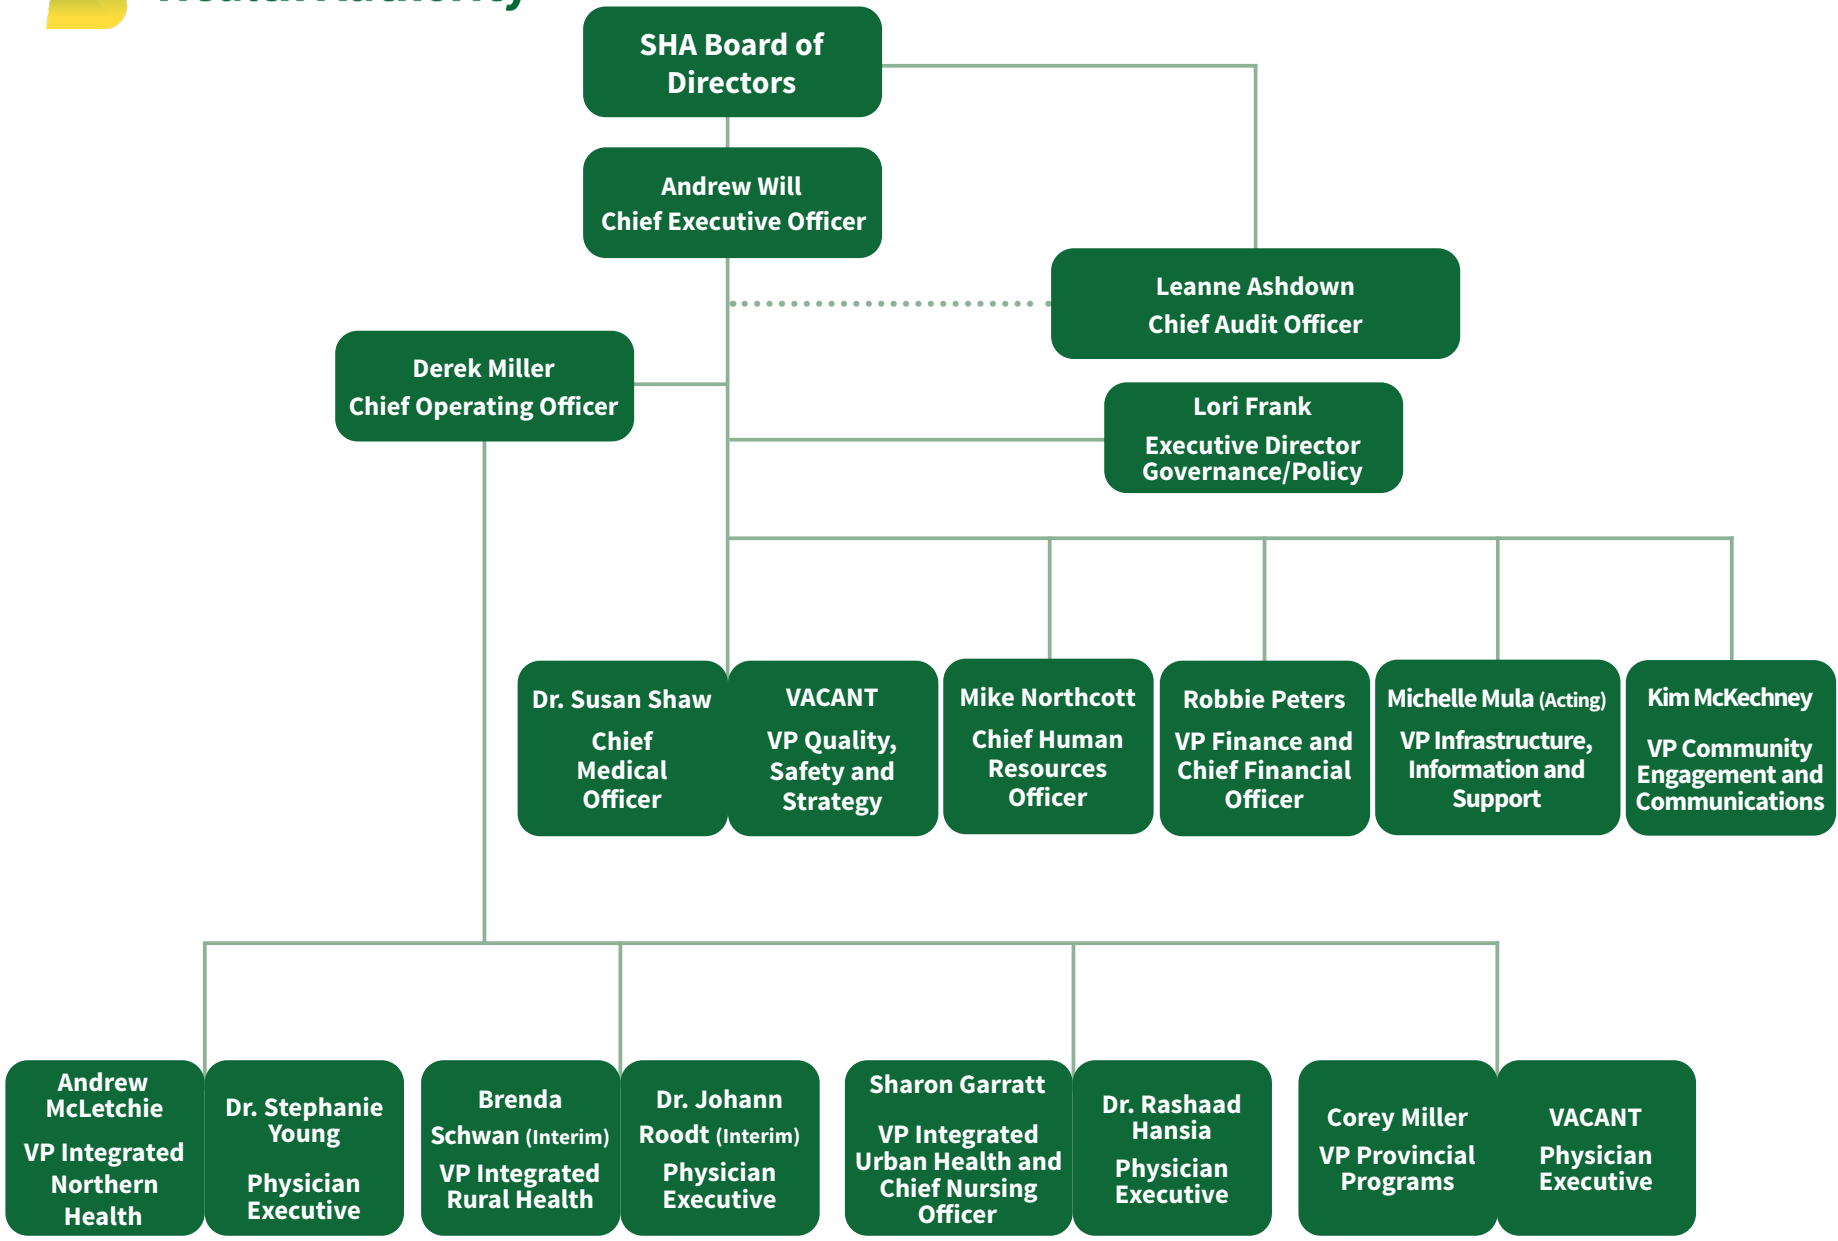 Health Authority
SHA Board of
Directors
Andrew Will
Chief Executive Officer
Leanne Ashdown
Chief Audit Officer
Derek Miller
Chief Operating Officer
Lori Frank
Executive Director
Governance/Policy
Dr. Susan Shaw
Chief
Medical
Officer
VACANT
VP Quality,
Safety and
Strategy
Mike Northcott
Chief Human
Resources
Officer
Robbie Peters
VP Finance and
Chief Financial
Officer
Michelle Mula (Acting)
VP Infrastructure,
Information and
Support
Kim McKechney
VP Community
Engagement and
Communications
Andrew
McLetchie
VP Integrated
Northern
Health
Dr. Stephanie
Young
Physician
Executive
Brenda
Schwan (Interim)
VP Integrated
Rural Health
Dr. Johann
Roodt (Interim)
Physician
Executive
Sharon Garratt
VP Integrated
Urban Health and
Chief Nursing
Officer
Dr. Rashaad
Hansia
Physician
Executive
Corey Miller
VP Provincial
Programs
VACANT
Physician
Executive